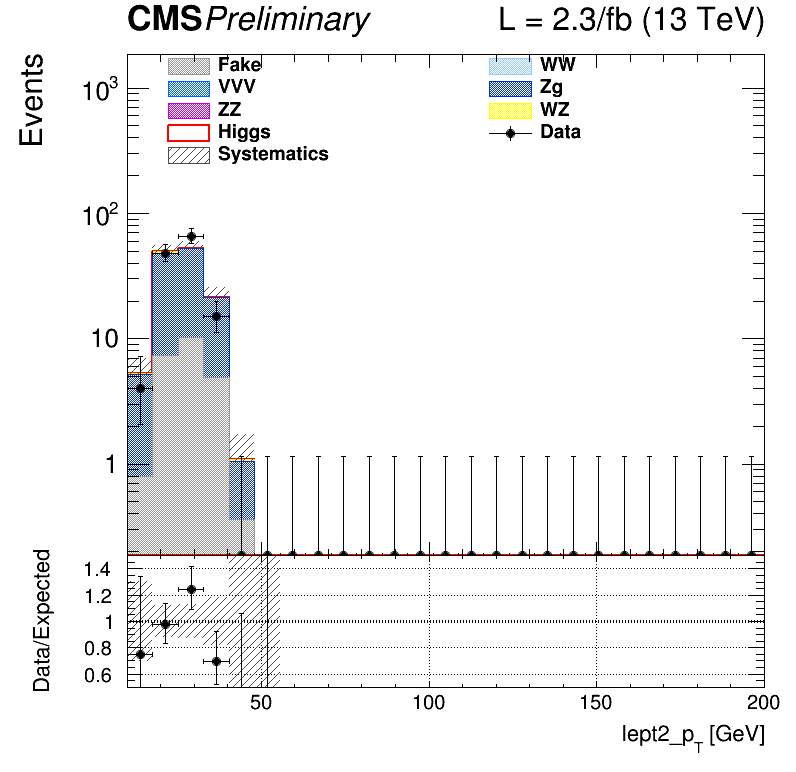 CMS Preliminary L = 2.3/fb (13 TeV)
Events
Fake WW
VVV Zg
ZZ WZ
Higgs Data
Systematics
10³
10²
10
1
Data/Expected
1.4
1.2
1
0.8
0.6
50 100 150 200
lept2_p_T [GeV]